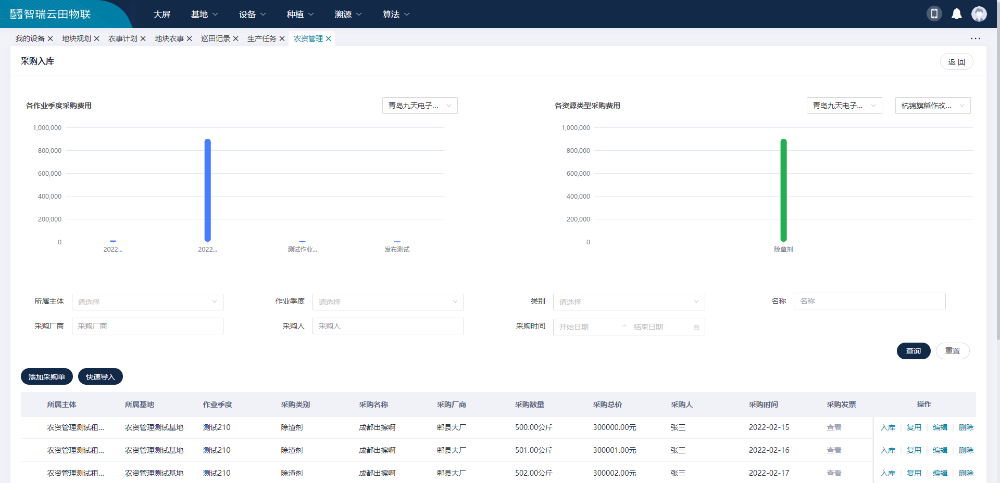 智瑞云田物联 大屏 基地 设备 种植 溯源 算法
我的设备 地块规划 农事计划 地块农事 巡田记录 生产任务 农资管理 ...
采购入库 返 回
各作业季度采购费用 青岛九天电子...
1,000,000
800,000
600,000
400,000
200,000
0
2022... 2022... 测试作业... 发布测试
各资源类型采购费用 青岛九天电子... 杭锦旗稻作改...
1,000,000
800,000
600,000
400,000
200,000
0
除草剂
所属主体 请选择 作业季度 请选择 类别 请选择 名称 名称
采购厂商 采购厂商 采购人 采购人 采购时间 开始日期 → 结束日期
查询 重置
添加采购单 快速导入
所属主体 所属基地 作业季度 采购类别 采购名称 采购厂商 采购数量 采购总价 采购人 采购时间 采购发票 操作
农资管理测试租... 农资管理测试基地 测试210 除渣剂 成都出擦啊 郫县大厂 500.00公斤 300000.00元 张三 2022-02-15 查看 入库 复用 编辑 删除
农资管理测试租... 农资管理测试基地 测试210 除渣剂 成都出擦啊 郫县大厂 501.00公斤 300001.00元 张三 2022-02-16 查看 入库 复用 编辑 删除
农资管理测试租... 农资管理测试基地 测试210 除渣剂 成都出擦啊 郫县大厂 502.00公斤 300002.00元 张三 2022-02-17 查看 入库 复用 编辑 删除